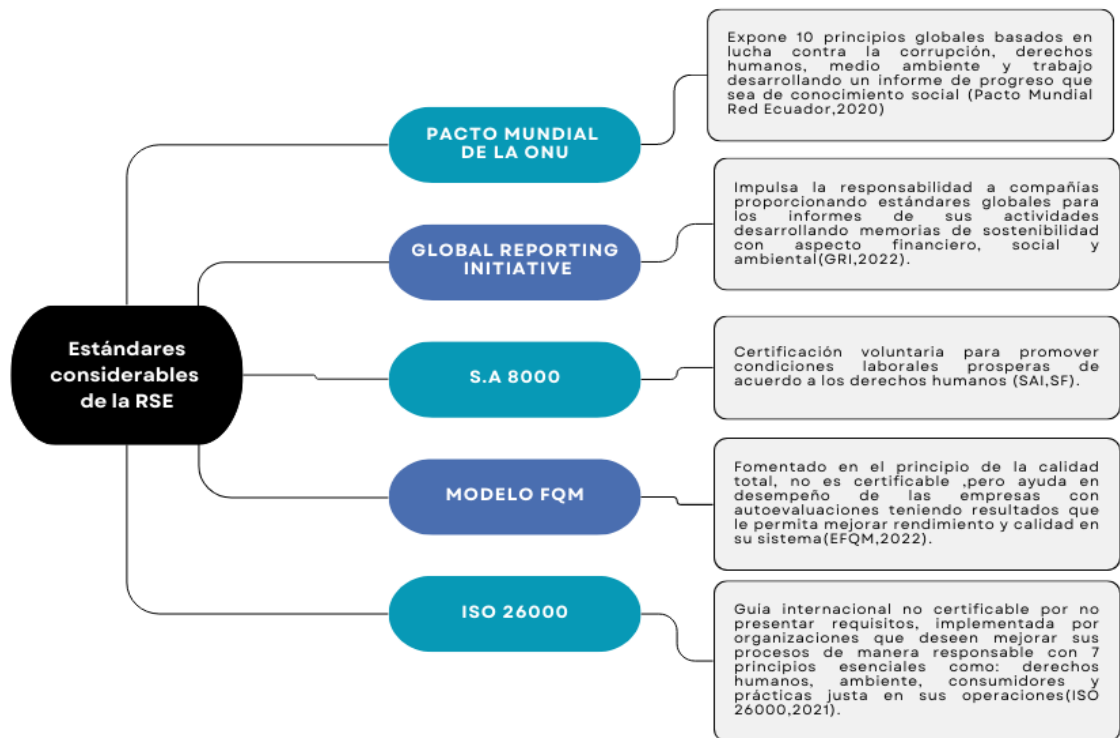 Expone 10 principios globales basados en
lucha contra la corrupción, derechos
humanos, medio ambiente y trabajo
desarrollando un informe de progreso que
sea de conocimiento social (Pacto Mundial
Red Ecuador,2020)
PACTO MUNDIAL
DE LA ONU
Impulsa la responsabilidad a compañías
proporcionando estándares globales para
los informes de sus actividades
desarrollando memorias de sostenibilidad
con aspecto financiero, social y
ambiental(GRI,2022).
GLOBAL REPORTING
INITIATIVE
Estándares
considerables
de la RSE
S.A 8000
Certificación voluntaria para promover
condiciones laborales prosperas de
acuerdo a los derechos humanos (SAI,SF).
MODELO FQM
Fomentado en el principio de la calidad
total, no es certificable ,pero ayuda en
desempeño de las empresas con
autoevaluaciones teniendo resultados que
le permita mejorar rendimiento y calidad en
su sistema(EFQM,2022).
ISO 26000
Guía internacional no certificable por no
presentar requisitos, implementada por
organizaciones que deseen mejorar sus
procesos de manera responsable con 7
principios esenciales como: derechos
humanos, ambiente, consumidores y
prácticas justa en sus operaciones(ISO
26000,2021).